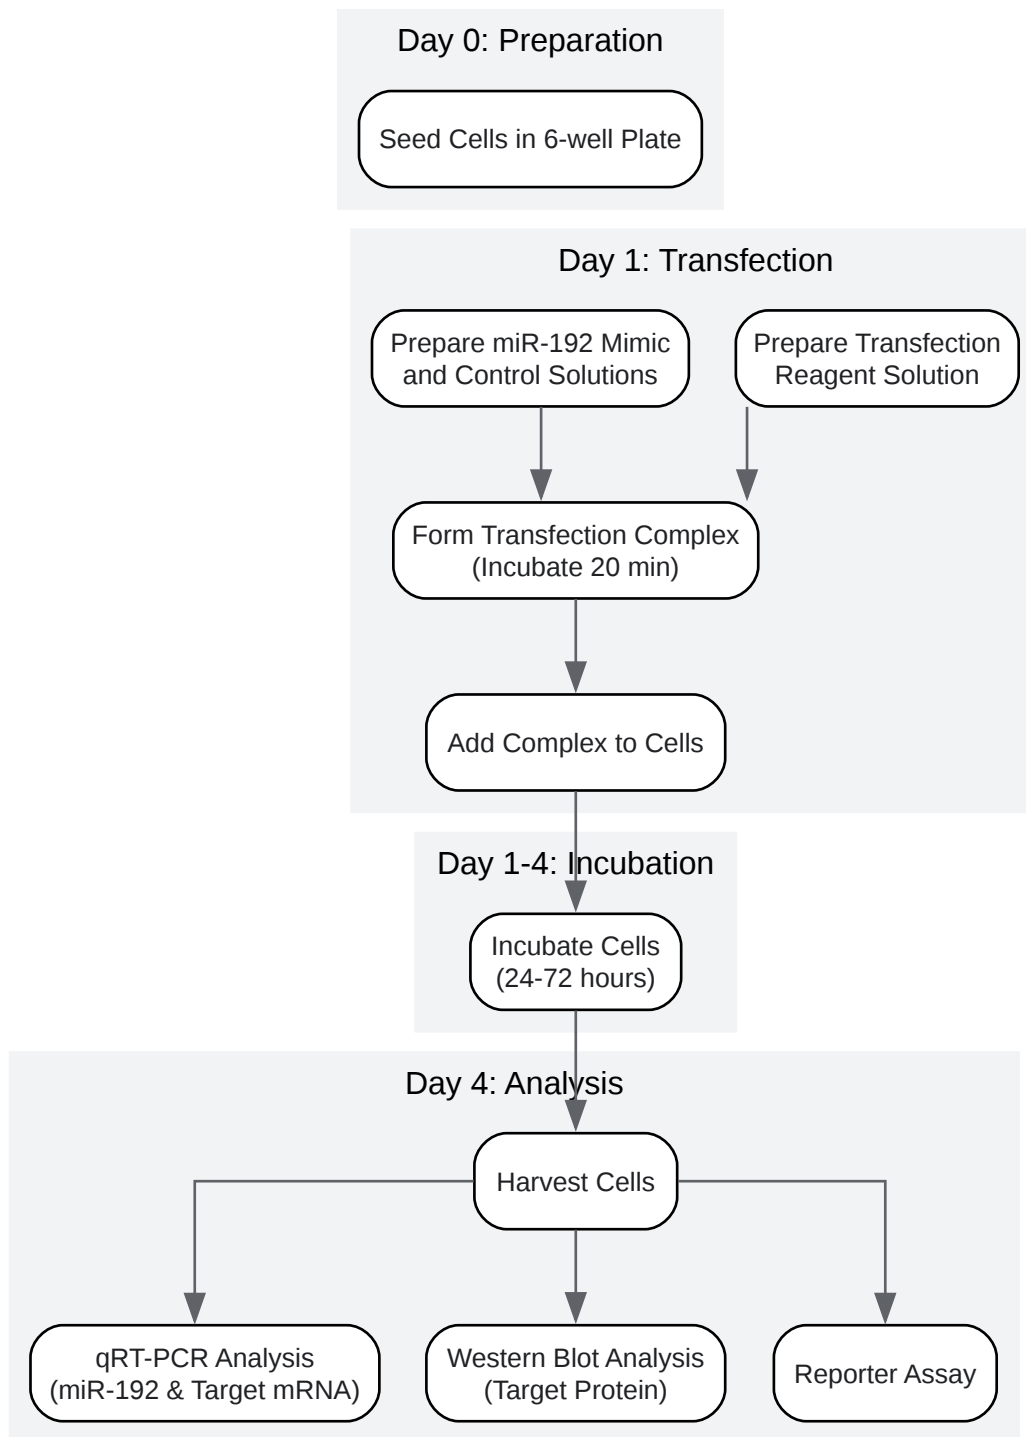 Day 0: Preparation
Seed Cells in 6-well Plate
Day 1: Transfection
Prepare miR-192 Mimic
and Control Solutions
Prepare Transfection
Reagent Solution
Form Transfection Complex
(Incubate 20 min)
Add Complex to Cells
Day 1-4: Incubation
Incubate Cells
(24-72 hours)
Day 4: Analysis
Harvest Cells
qRT-PCR Analysis
(miR-192 & Target mRNA)
Western Blot Analysis
(Target Protein)
Reporter Assay